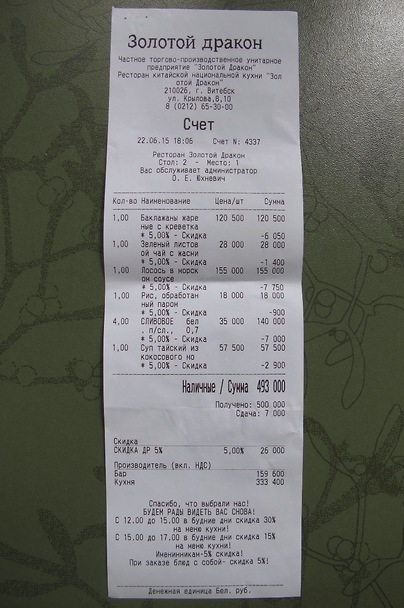 Золотой дракон
Частное торгово-производственное унитарное
предприятие "Золотой Дракон"
Ресторан китайской национальной кухни "Зол
отой Дракон"
210026, г. Витебск
ул. Крылова,8,10
8 (0212) 65-30-00
Счет
22.06.15 18:06 Счет N: 4337
Ресторан Золотой Дракон
Стол: 2 - Место: 1
Вас обслуживает администратор
О. Е. Юхневич
Кол-во Наименование Цена/шт Сумма
1,00 Баклажаны жаре 120 500 120 500
ные с креветка
* 5,00% - Скидка -6 050
1,00 Зеленый листов 28 000 28 000
ой чай с жасми
* 5,00% - Скидка -1 400
1,00 Лосось в морск 155 000 155 000
ом соусе
* 5,00% - Скидка -7 750
1,00 Рис, обработан 18 000 18 000
ный парон
* 5,00% - Скидка -900
4,00 СЛИВОВОЕ бел 35 000 140 000
. п/сл., 0,7
* 5,00% - Скидка -7 000
1,00 Суп тайский из 57 500 57 500
кокосового но
* 5,00% - Скидка -2 900
Наличные / Сумма 493 000
Получено: 500 000
Сдача: 7 000
Скидка
СКИДКА ДР 5% 5,00% 26 000
Производитель (вкл. НДС)
Бар 159 600
Кухня 333 400
Спасибо, что выбрали нас!
БУДЕМ РАДЫ ВИДЕТЬ ВАС СНОВА!
С 12.00 до 15.00 в будние дни скидка 30%
на меню кухни!
С 15.00 до 17.00 в будние дни скидка 15%
на меню кухни!
Именинникам-5% скидка!
При заказе блюд с собой- скидка 5%!
Денежная единица Бел. руб.